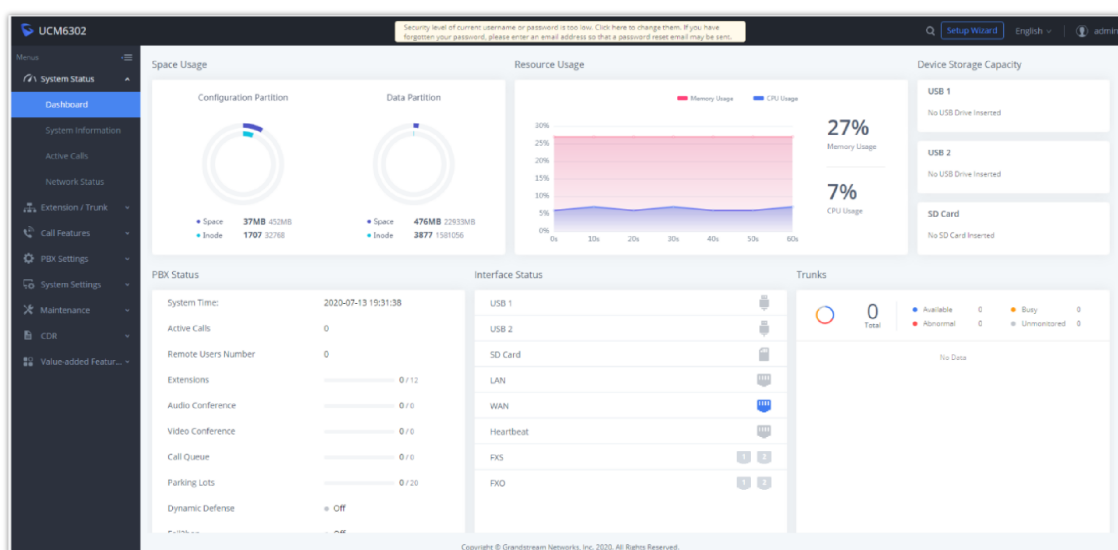 UCM6302
Security level of current username or password is too low. Click here to change them. If you have
forgotten your password, please enter an email address so that a password reset email may be sent.
Setup Wizard
English
admin
Menus
System Status
Dashboard
System Information
Active Calls
Network Status
Extension / Trunk
Call Features
PBX Settings
System Settings
Maintenance
CDR
Value-added Featur...
Space Usage
Configuration Partition
Data Partition
Space 37MB 452MB
Inode 1707 32768
Space 476MB 22933MB
Inode 3877 1581056
Resource Usage
Memory Usage
CPU Usage
30%
25%
20%
15%
10%
5%
0%
0s 10s 20s 30s 40s 50s 60s
27%
Memory Usage
7%
CPU Usage
Device Storage Capacity
USB 1
No USB Drive Inserted
USB 2
No USB Drive Inserted
SD Card
No SD Card Inserted
PBX Status
System Time: 2020-07-13 19:31:38
Active Calls 0
Remote Users Number 0
Extensions 0 / 12
Audio Conference 0 / 0
Video Conference 0 / 0
Call Queue 0 / 0
Parking Lots 0 / 20
Dynamic Defense Off
Interface Status
USB 1
USB 2
SD Card
LAN
WAN
Heartbeat
FXS 1 2
FXO 1 2
Trunks
0
Total
Available 0
Busy 0
Abnormal 0
Unmonitored 0
No Data
Copyright © Grandstream Networks, Inc. 2020. All Rights Reserved.